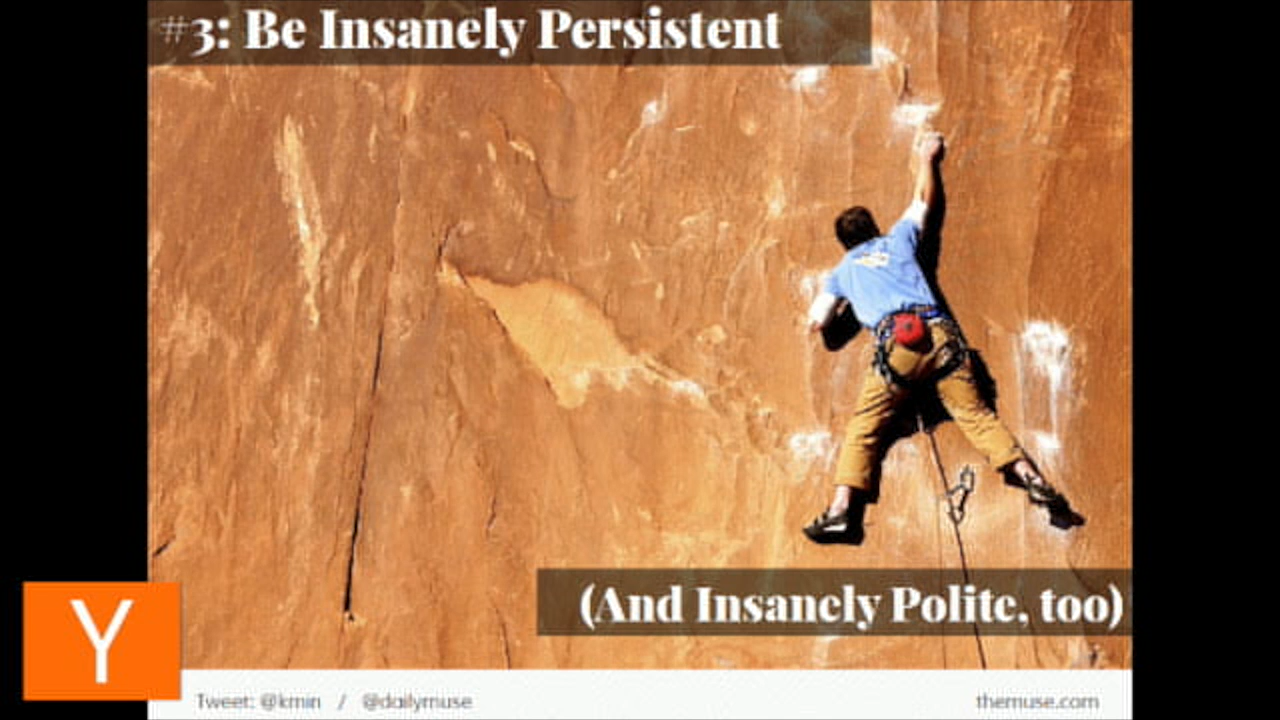 #3: Be Insanely Persistent
(And Insanely Polite, too)
Y
Tweet: @kmin / @dailymuse
themuse.com